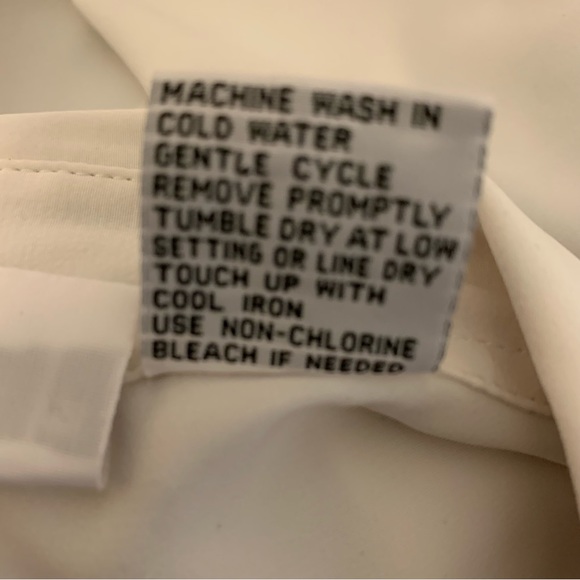 MACHINE WASH IN
COLD WATER
GENTLE CYCLE
REMOVE PROMPTLY
TUMBLE DRY AT LOW
SETTING OR LINE DRY
TOUCH UP WITH
COOL IRON
USE NON-CHLORINE
BLEACH IF NEEDED